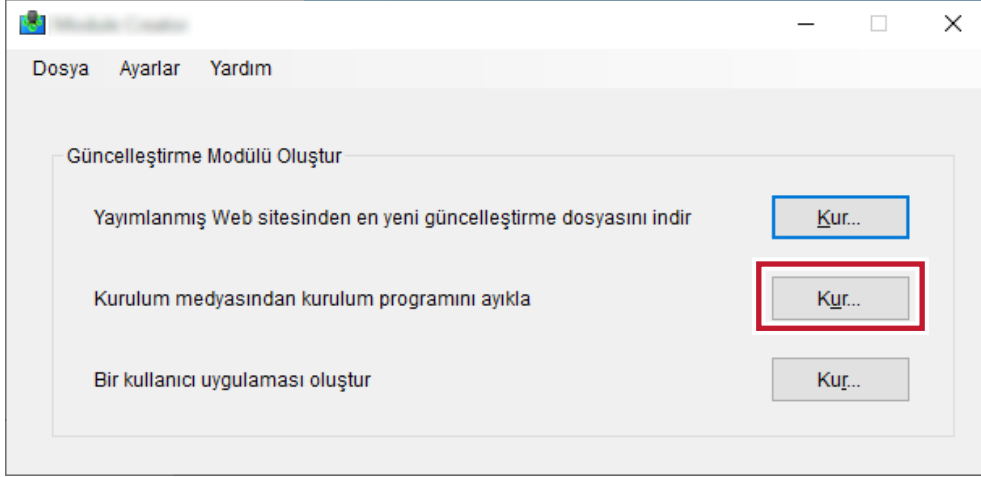 Dosya Ayarlar Yardım
Güncelleştirme Modülü Oluştur
Yayımlanmış Web sitesinden en yeni güncelleştirme dosyasını indir Kur...
Kurulum medyasından kurulum programını ayıkla Kur...
Bir kullanıcı uygulaması oluştur Kur...